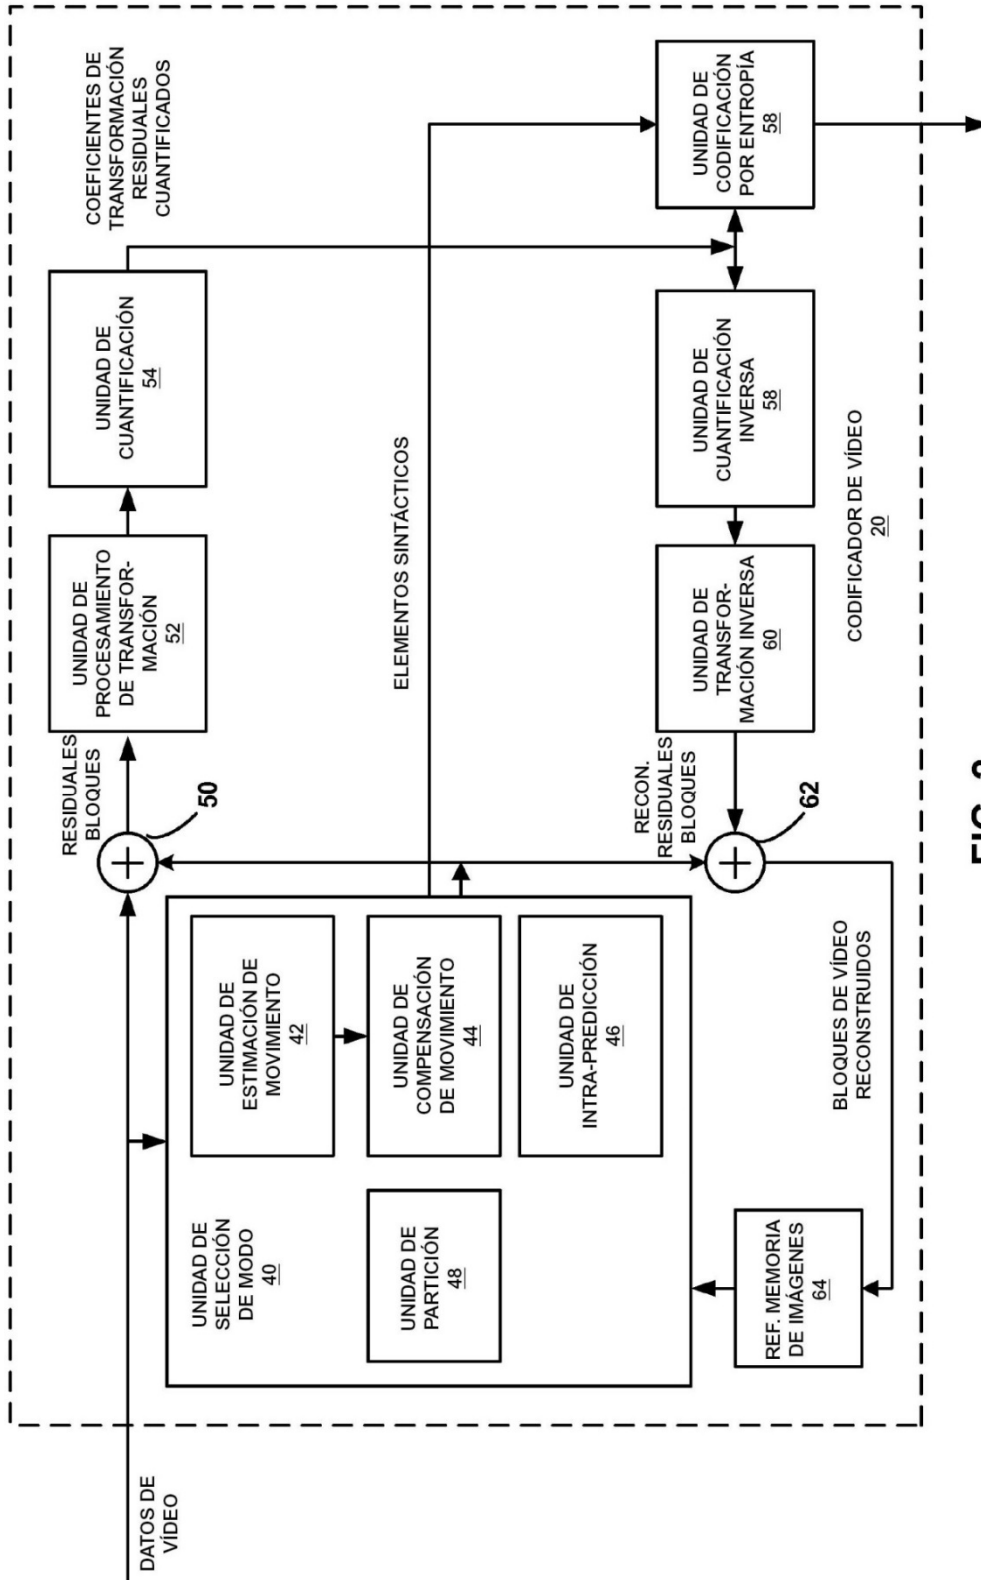 DATOS DE
VÍDEO
UNIDAD DE
SELECCIÓN
DE MODO
40
UNIDAD DE
ESTIMACIÓN DE
MOVIMIENTO
42
UNIDAD DE
PARTICIÓN
48
UNIDAD DE
COMPENSACIÓN
DE MOVIMIENTO
44
UNIDAD DE
INTRA-PREDICCIÓN
46
REF. MEMORIA
DE IMÁGENES
64
BLOQUES DE VÍDEO
RECONSTRUIDOS
50
RESIDUALES
BLOQUES
UNIDAD DE
PROCESAMIENTO
DE TRANSFOR-
MACIÓN
52
UNIDAD DE
CUANTIFICACIÓN
54
COEFICIENTES DE
TRANSFORMACIÓN
RESIDUALES
CUANTIFICADOS
ELEMENTOS SINTÁCTICOS
RECON.
RESIDUALES
BLOQUES
62
UNIDAD DE
TRANSFOR-
MACIÓN INVERSA
60
UNIDAD DE
CUANTIFICACIÓN
INVERSA
58
UNIDAD DE
CODIFICACIÓN
POR ENTROPÍA
58
CODIFICADOR DE VÍDEO
20
FIG.